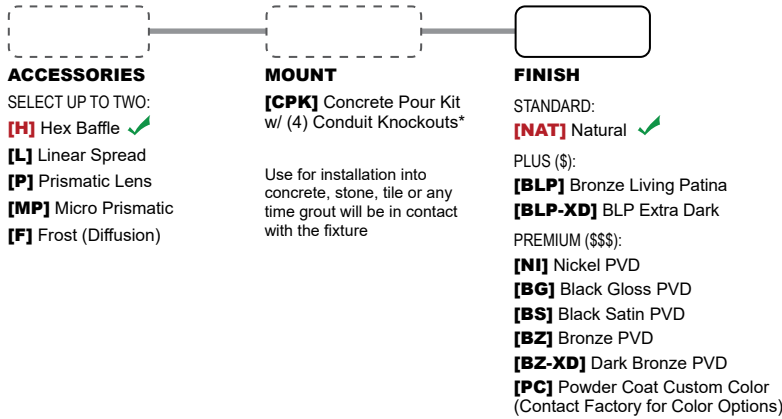 ACCESSORIES
SELECT UP TO TWO:
[H] Hex Baffle
[L] Linear Spread
[P] Prismatic Lens
[MP] Micro Prismatic
[F] Frost (Diffusion)
MOUNT
[CPK] Concrete Pour Kit
w/ (4) Conduit Knockouts*
Use for installation into
concrete, stone, tile or any
time grout will be in contact
with the fixture
FINISH
STANDARD:
[NAT] Natural
PLUS ($):
[BLP] Bronze Living Patina
[BLP-XD] BLP Extra Dark
PREMIUM ($$$):
[NI] Nickel PVD
[BG] Black Gloss PVD
[BS] Black Satin PVD
[BZ] Bronze PVD
[BZ-XD] Dark Bronze PVD
[PC] Powder Coat Custom Color
(Contact Factory for Color Options)